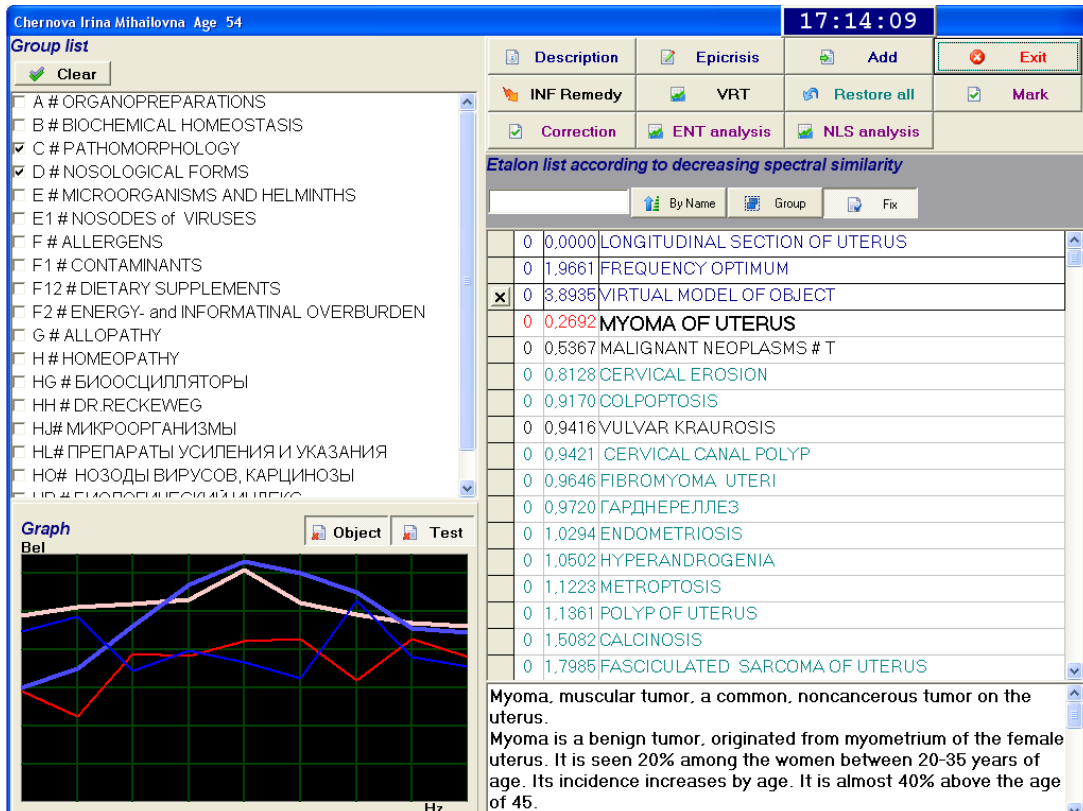 Chernova Irina Mihailovna Age 54
17:14:09
Group list
Clear
A # ORGANOPREPARATIONS
B # BIOCHEMICAL HOMEOSTASIS
C # PATHOMORPHOLOGY
D # NOSOLOGICAL FORMS
E # MICROORGANISMS AND HELMINTHS
E1 # NOSODES of VIRUSES
F # ALLERGENS
F1 # CONTAMINANTS
F12 # DIETARY SUPPLEMENTS
F2 # ENERGY- and INFORMATINAL OVERBURDEN
G # ALLOPATHY
H # HOMEOPATHY
HG # БИООСЦИЛЛЯТОРЫ
HH # DR.RECKEWEG
HJ# МИКРООРГАНИЗМЫ
HL# ПРЕПАРАТЫ УСИЛЕНИЯ И УКАЗАНИЯ
HO# НОЗОДЫ ВИРУСОВ, КАРЦИНОЗЫ
Graph
Object
Test
Bel
Hz
Description
Epicrisis
Add
Exit
INF Remedy
VRT
Restore all
Mark
Correction
ENT analysis
NLS analysis
Etalon list according to decreasing spectral similarity
By Name
Group
Fix
0 0,0000 LONGITUDINAL SECTION OF UTERUS
0 1,9661 FREQUENCY OPTIMUM
0 3,8935 VIRTUAL MODEL OF OBJECT
0 0,2692 MYOMA OF UTERUS
0 0,5367 MALIGNANT NEOPLASMS # T
0 0,8128 CERVICAL EROSION
0 0,9170 COLPOPTOSIS
0 0,9416 VULVAR KRAUROSIS
0 0,9421 CERVICAL CANAL POLYP
0 0,9646 FIBROMYOMA UTERI
0 0,9720 ГАРДНЕРЕЛЛЕЗ
0 1,0294 ENDOMETRIOSIS
0 1,0502 HYPERANDROGENIA
0 1,1223 METROPTOSIS
0 1,1361 POLYP OF UTERUS
0 1,5082 CALCINOSIS
0 1,7985 FASCICULATED SARCOMA OF UTERUS
Myoma, muscular tumor, a common, noncancerous tumor on the
uterus.
Myoma is a benign tumor, originated from myometrium of the female
uterus. It is seen 20% among the women between 20-35 years of
age. Its incidence increases by age. It is almost 40% above the age
of 45.